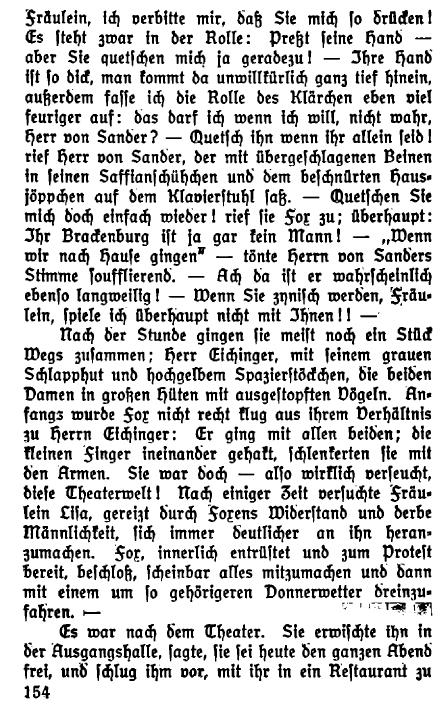 Fräulein, ich verbitte mir, daß Sie mich so drücken!
Es steht zwar in der Rolle: Preßt seine Hand —
aber Sie quetschen mich ja geradezu! — Ihre Hand
ist so dick, man kommt da unwillkürlich ganz tief hinein,
außerdem fasse ich die Rolle des Klärchen eben viel
feuriger auf: das darf ich wenn ich will, nicht wahr,
Herr von Sander? — Quetsch ihn wenn ihr allein seid!
rief Herr von Sander, der mit übergeschlagenen Beinen
in seinen Saffianschühchen und dem beschnürten Haus-
jöppchen auf dem Klavierstuhl saß. — Quetschen Sie
mich doch einfach wieder! rief sie Fox zu; überhaupt:
Ihr Brackenburg ist ja gar kein Mann! — „Wenn
wir nach Hause gingen“ — tönte Herrn von Sanders
Stimme soufflierend. — Ach da ist er wahrscheinlich
ebenso langweilig! — Wenn Sie zynisch werden, Fräu-
lein, spiele ich überhaupt nicht mit Ihnen!! —
Nach der Stunde gingen sie meist noch ein Stück
Wegs zusammen; Herr Eichinger, mit seinem grauen
Schlapphut und hochgelbem Spazierstöckchen, die beiden
Damen in großen Hüten mit ausgestopften Vögeln. An-
fangs wurde Fox nicht recht klug aus ihrem Verhältnis
zu Herrn Eichinger: Er ging mit allen beiden; die
kleinen Finger ineinander gehakt, schlenkerten sie mit
den Armen. Sie war doch — also wirklich verseucht,
diese Theaterwelt! Nach einiger Zeit versuchte Fräu-
lein Lisa, gereizt durch Foxens Widerstand und derbe
Männlichkeit, sich immer deutlicher an ihn heran-
zumachen. Fox, innerlich entrüstet und zum Protest
bereit, beschloß, scheinbar alles mitzumachen und dann
mit einem um so gehörigeren Donnerwetter dreinzu-
fahren. —
Es war nach dem Theater. Sie erwischte ihn in
der Ausgangshalle, sagte, sie sei heute den ganzen Abend
frei, und schlug ihm vor, mit ihr in ein Restaurant zu
154